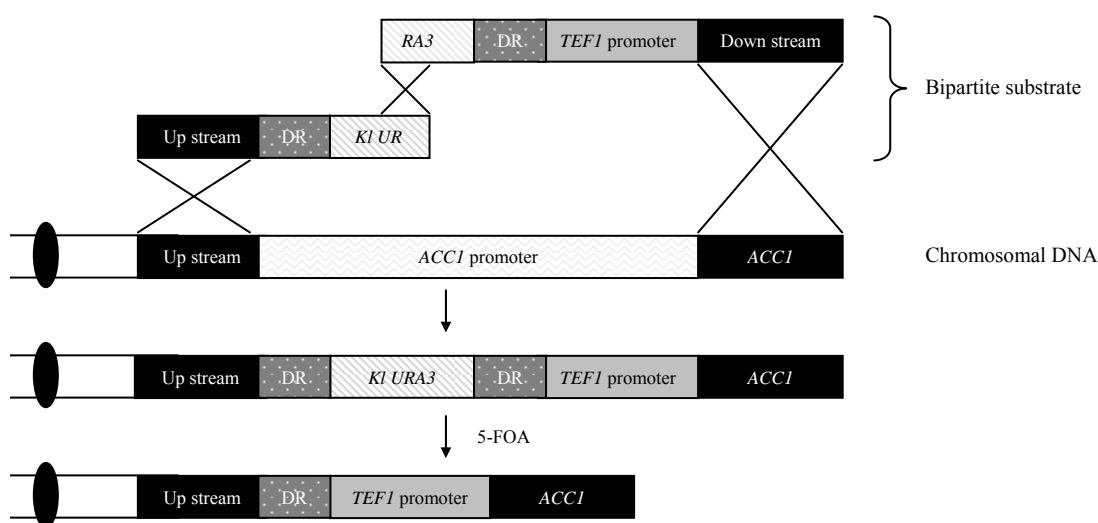 RA3 DR TEF1 promoter Down stream
Bipartite substrate
Up stream DR Kl UR
Up stream ACC1 promoter ACC1 Chromosomal DNA
Up stream DR Kl URA3 DR TEF1 promoter ACC1
5-FOA
Up stream DR TEF1 promoter ACC1